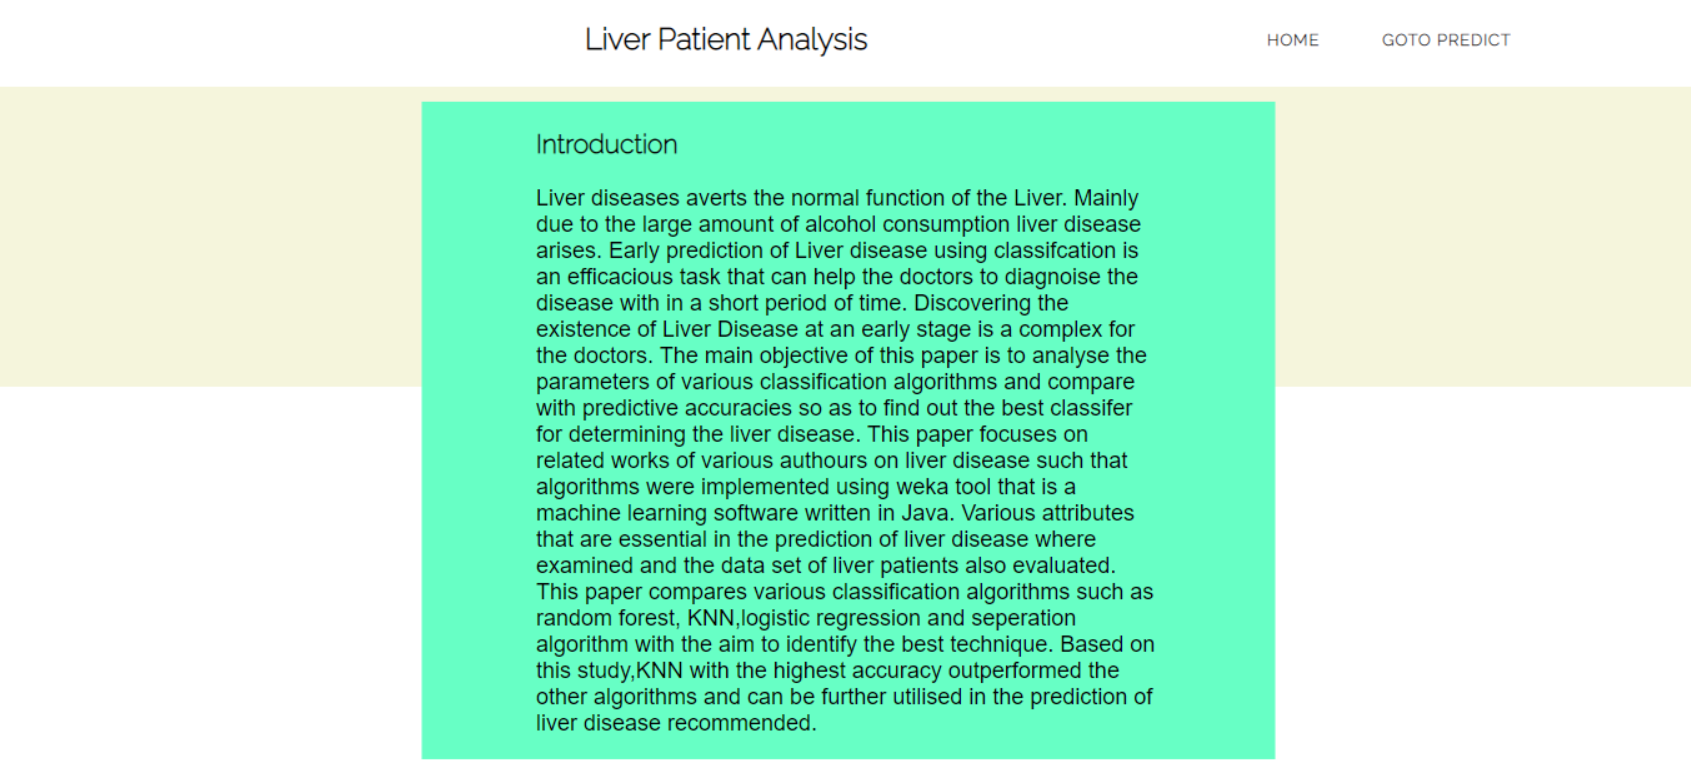 Liver Patient Analysis
HOME
GOTO PREDICT
Introduction
Liver diseases averts the normal function of the Liver. Mainly
due to the large amount of alcohol consumption liver disease
arises. Early prediction of Liver disease using classifcation is
an efficacious task that can help the doctors to diagnoise the
disease with in a short period of time. Discovering the
existence of Liver Disease at an early stage is a complex for
the doctors. The main objective of this paper is to analyse the
parameters of various classification algorithms and compare
with predictive accuracies so as to find out the best classifer
for determining the liver disease. This paper focuses on
related works of various authours on liver disease such that
algorithms were implemented using weka tool that is a
machine learning software written in Java. Various attributes
that are essential in the prediction of liver disease where
examined and the data set of liver patients also evaluated.
This paper compares various classification algorithms such as
random forest, KNN,logistic regression and seperation
algorithm with the aim to identify the best technique. Based on
this study,KNN with the highest accuracy outperformed the
other algorithms and can be further utilised in the prediction of
liver disease recommended.